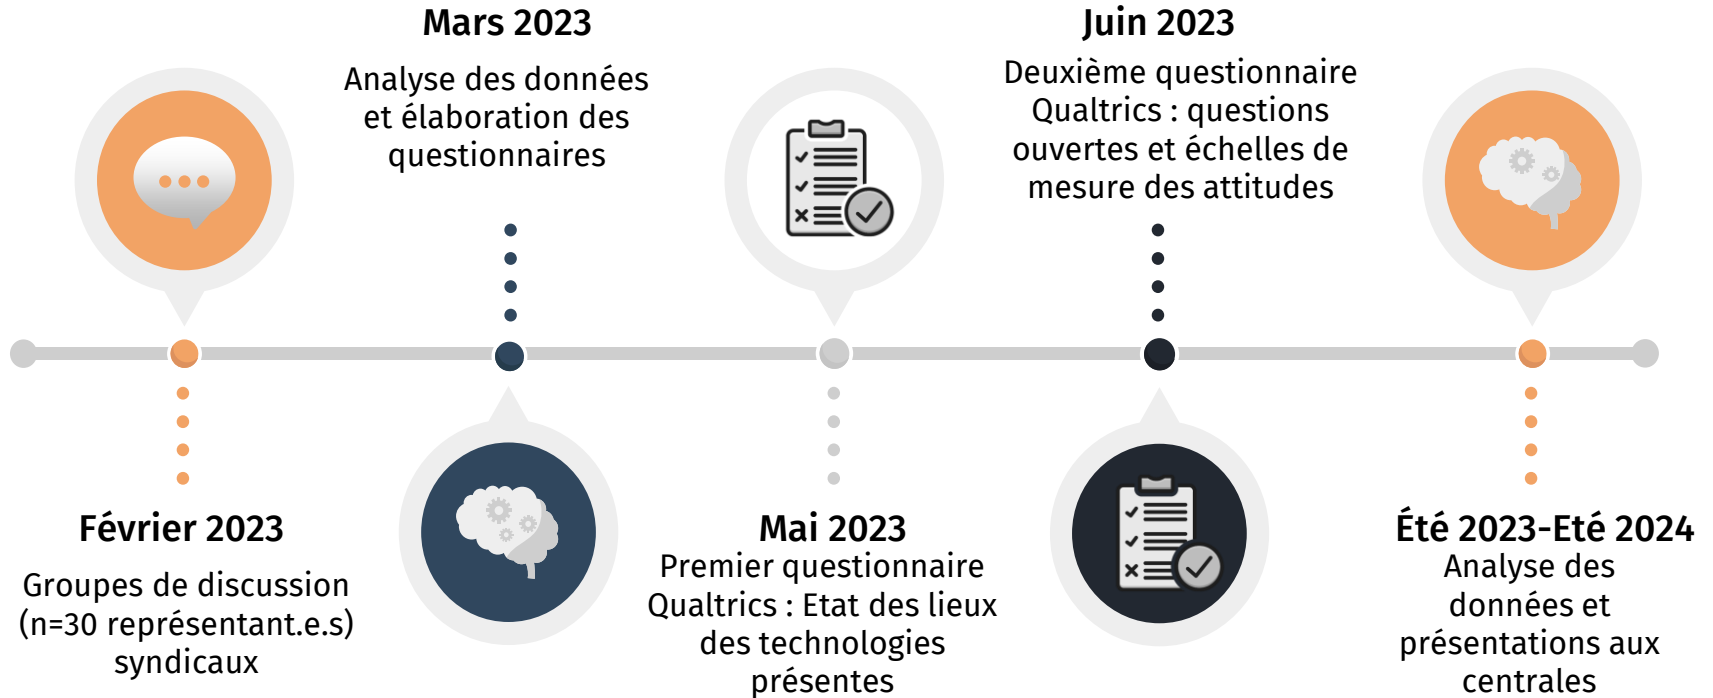 Mars 2023
Analyse des données
et élaboration des
questionnaires
Juin 2023
Deuxième questionnaire
Qualtrics : questions
ouvertes et échelles de
mesure des attitudes
Février 2023
Groupes de discussion
(n=30 représentant.e.s)
syndicaux
Mai 2023
Premier questionnaire
Qualtrics : Etat des lieux
des technologies
présentes
Été 2023-Eté 2024
Analyse des
données et
présentations aux
centrales